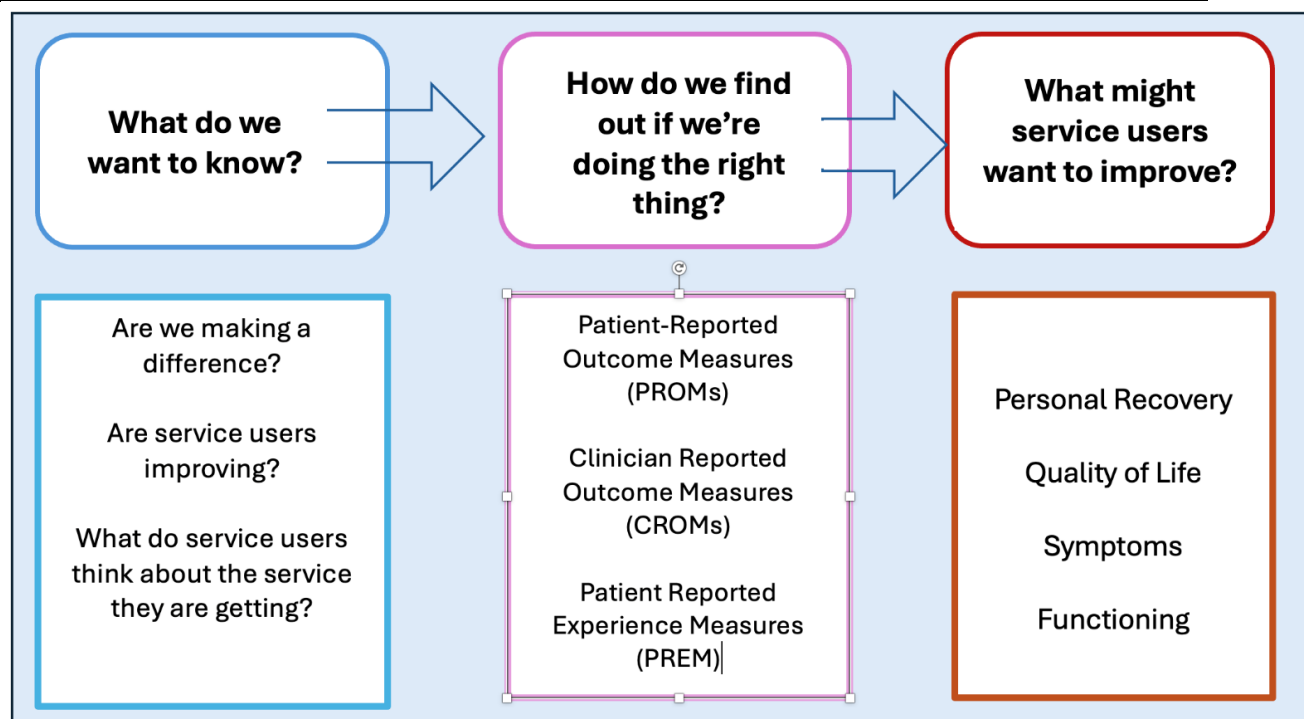 What do we
want to know?
How do we find
out if we’re
doing the right
thing?
What might
service users
want to improve?
Are we making a
difference?
Are service users
improving?
What do service users
think about the service
they are getting?
Patient-Reported
Outcome Measures
(PROMs)
Clinician Reported
Outcome Measures
(CROMs)
Patient Reported
Experience Measures
(PREM)
Personal Recovery
Quality of Life
Symptoms
Functioning